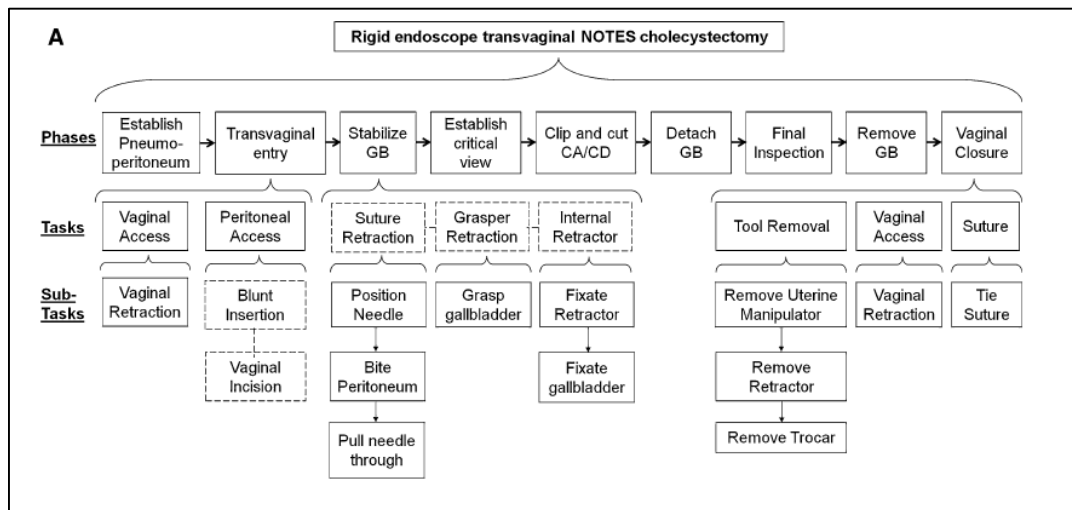 A
Rigid endoscope transvaginal NOTES cholecystectomy
Phases
Establish
Pneumo-
peritoneum
Transvaginal
entry
Stabilize
GB
Establish
critical
view
Clip and cut
CA/CD
Detach
GB
Final
Inspection
Remove
GB
Vaginal
Closure
Tasks
Vaginal
Access
Peritoneal
Access
Suture
Retraction
Grasper
Retraction
Internal
Retractor
Tool Removal
Vaginal
Access
Suture
Sub-
Tasks
Vaginal
Retraction
Blunt
Insertion
Position
Needle
Grasp
gallbladder
Fixate
Retractor
Remove Uterine
Manipulator
Vaginal
Retraction
Tie
Suture
Vaginal
Incision
Bite
Peritoneum
Fixate
gallbladder
Remove
Retractor
Pull needle
through
Remove Trocar